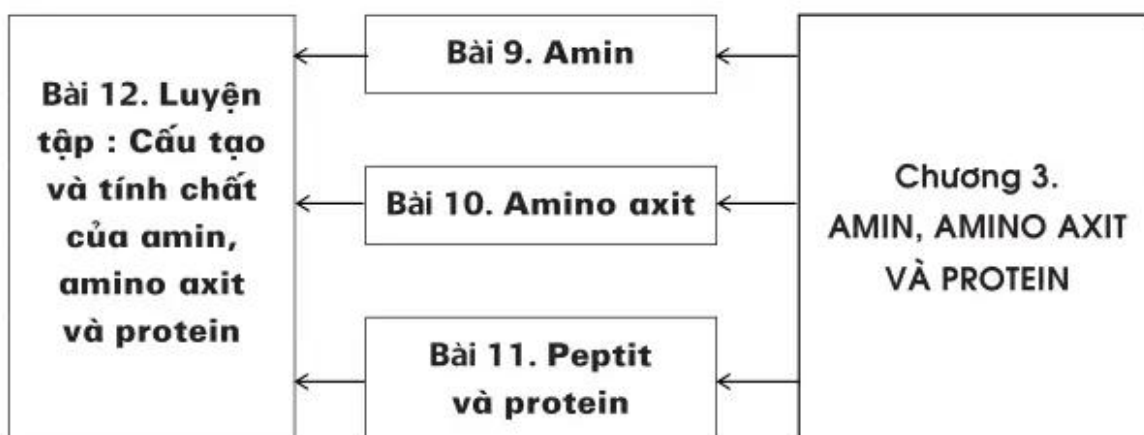 Bài 12. Luyện
tập : Cấu tạo
và tính chất
của amin,
amino axit
và protein
Bài 9. Amin
Bài 10. Amino axit
Bài 11. Peptit
và protein
Chương 3.
AMIN, AMINO AXIT
VÀ PROTEIN